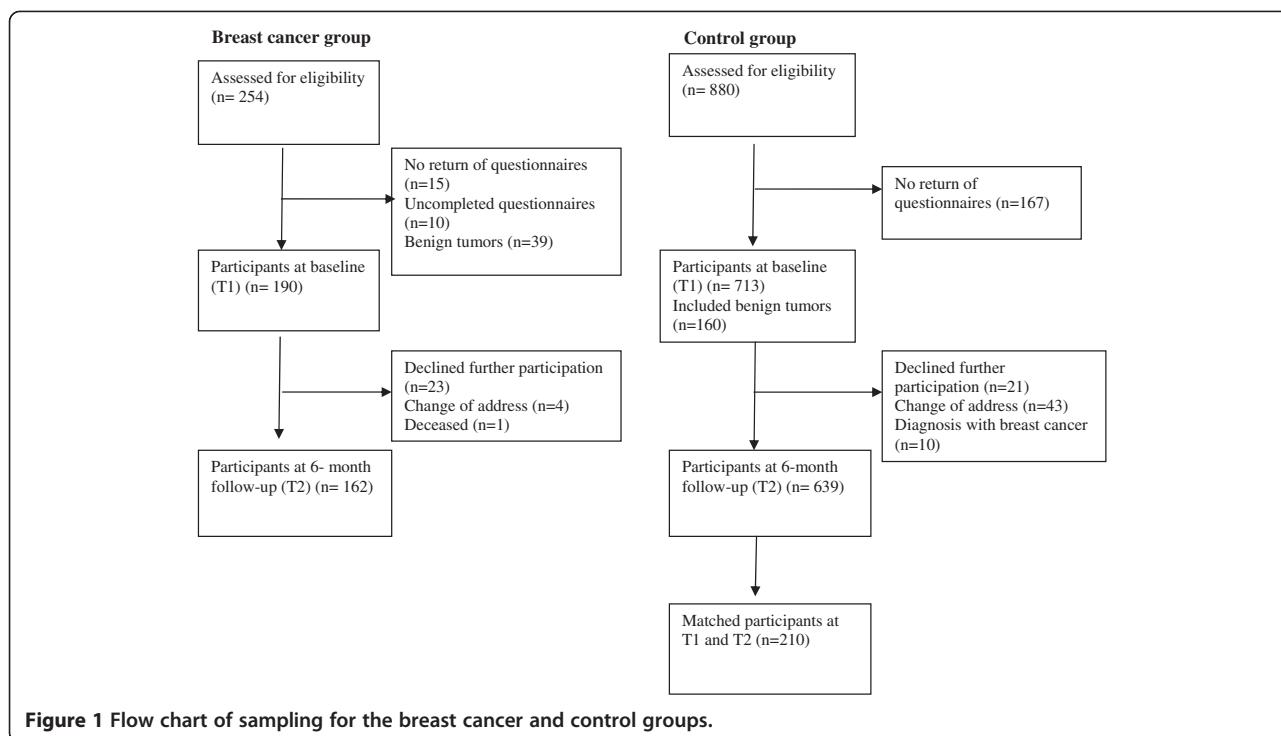 Breast cancer group
Assessed for eligibility
(n= 254)
No return of questionnaires
(n=15)
Uncompleted questionnaires
(n=10)
Benign tumors (n=39)
Participants at baseline
(T1) (n= 190)
Declined further participation
(n=23)
Change of address (n=4)
Deceased (n=1)
Participants at 6- month
follow-up (T2) (n= 162)
Control group
Assessed for eligibility
(n= 880)
No return of
questionnaires (n=167)
Participants at baseline
(T1) (n= 713)
Included benign tumors
(n=160)
Declined further
participation (n=21)
Change of address (n=43)
Diagnosis with breast cancer
(n=10)
Participants at 6-month
follow-up (T2) (n= 639)
Matched participants at
T1 and T2 (n=210)
Figure 1 Flow chart of sampling for the breast cancer and control groups.